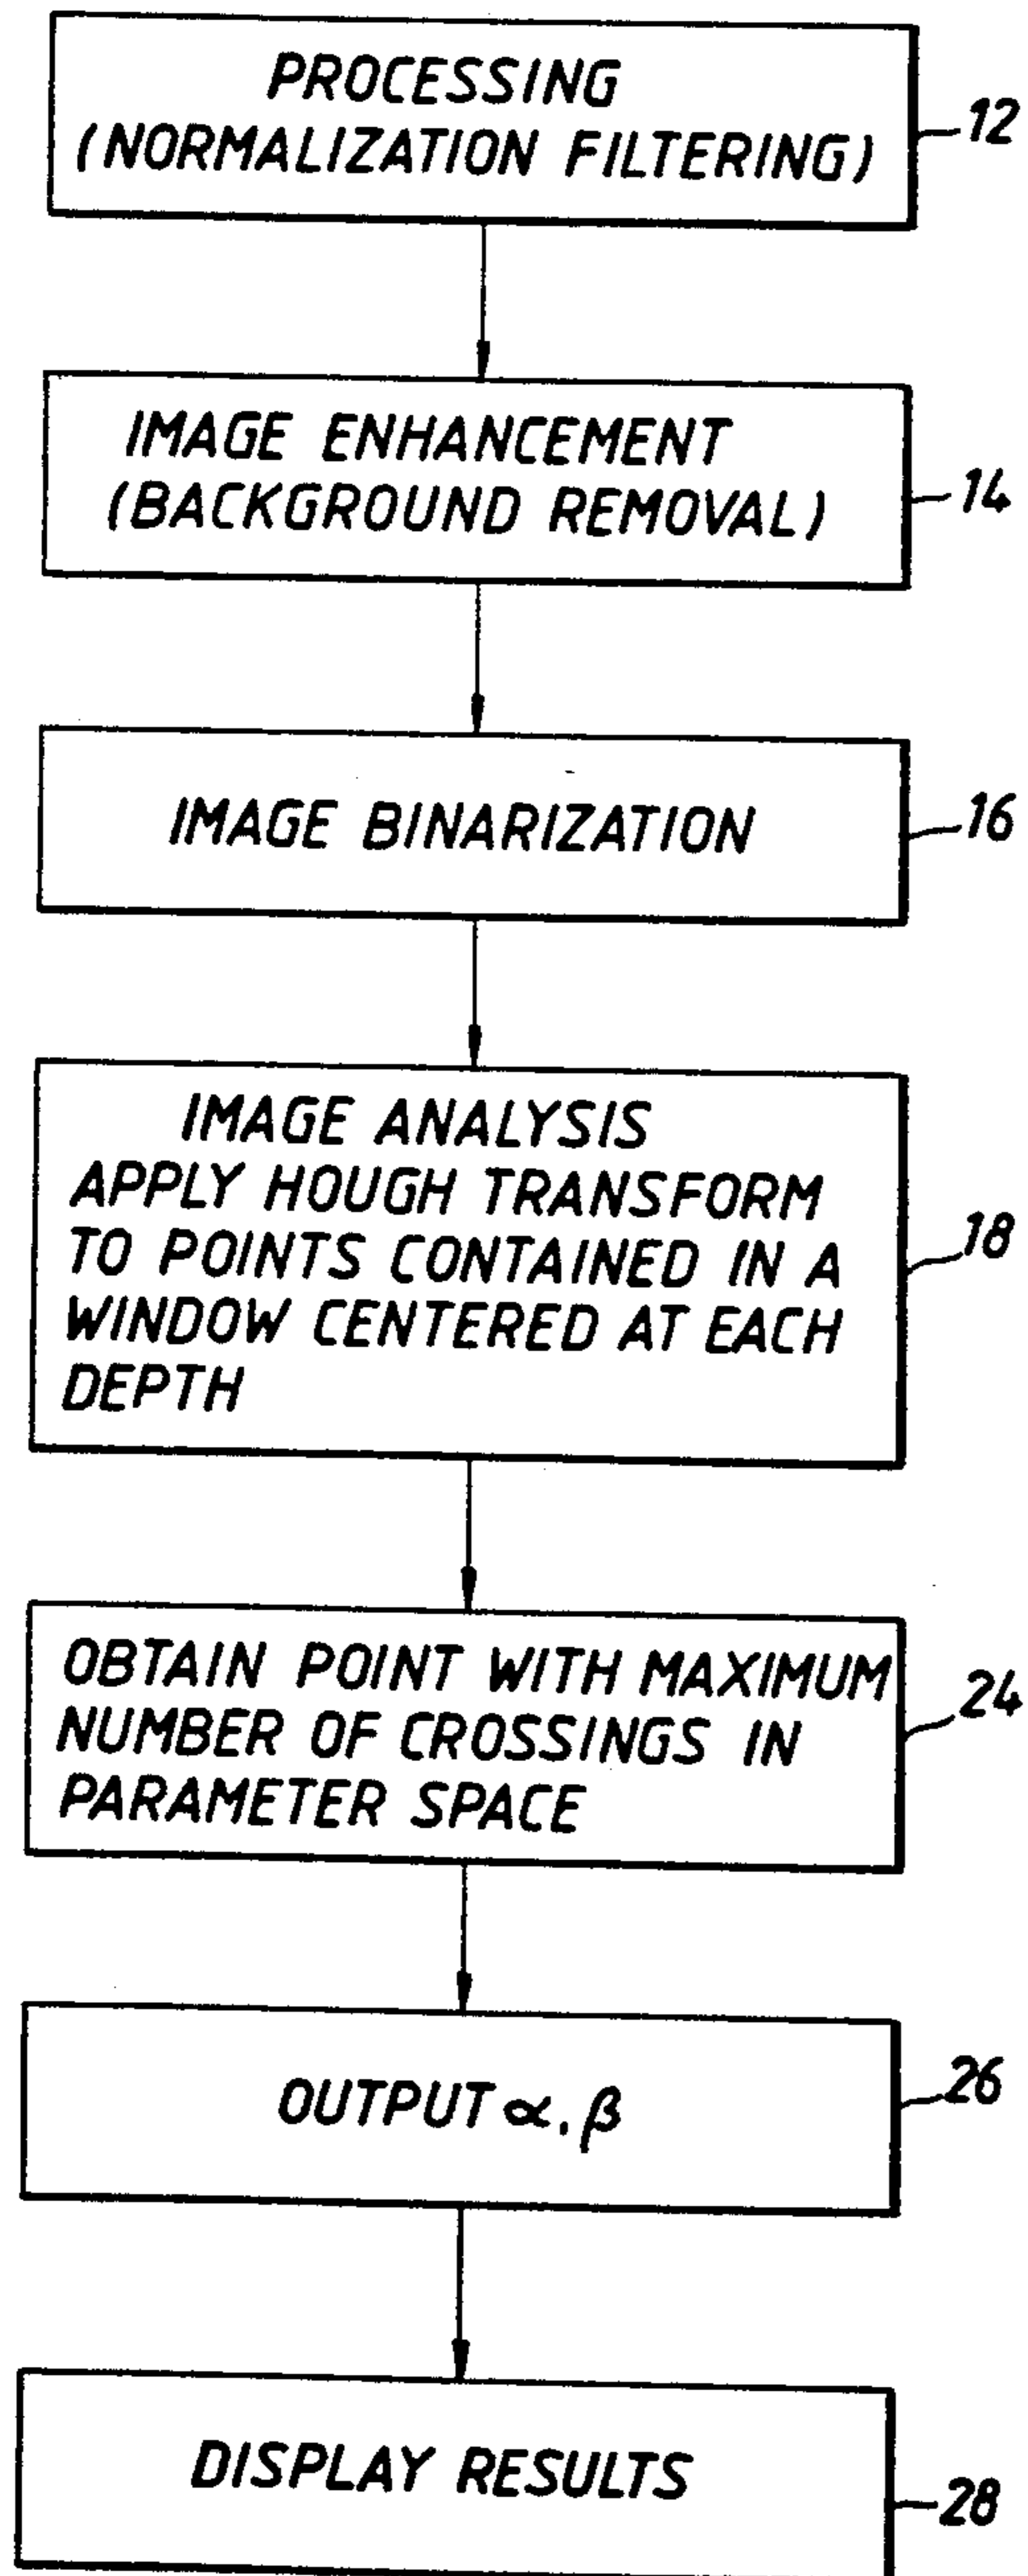 PROCESSING
(NORMALIZATION FILTERING)
12
IMAGE ENHANCEMENT
(BACKGROUND REMOVAL)
14
IMAGE BINARIZATION
16
IMAGE ANALYSIS
APPLY HOUGH TRANSFORM
TO POINTS CONTAINED IN A
WINDOW CENTERED AT EACH
DEPTH
18
OBTAIN POINT WITH MAXIMUM
NUMBER OF CROSSINGS IN
PARAMETER SPACE
24
OUTPUT α, β
26
DISPLAY RESULTS
28